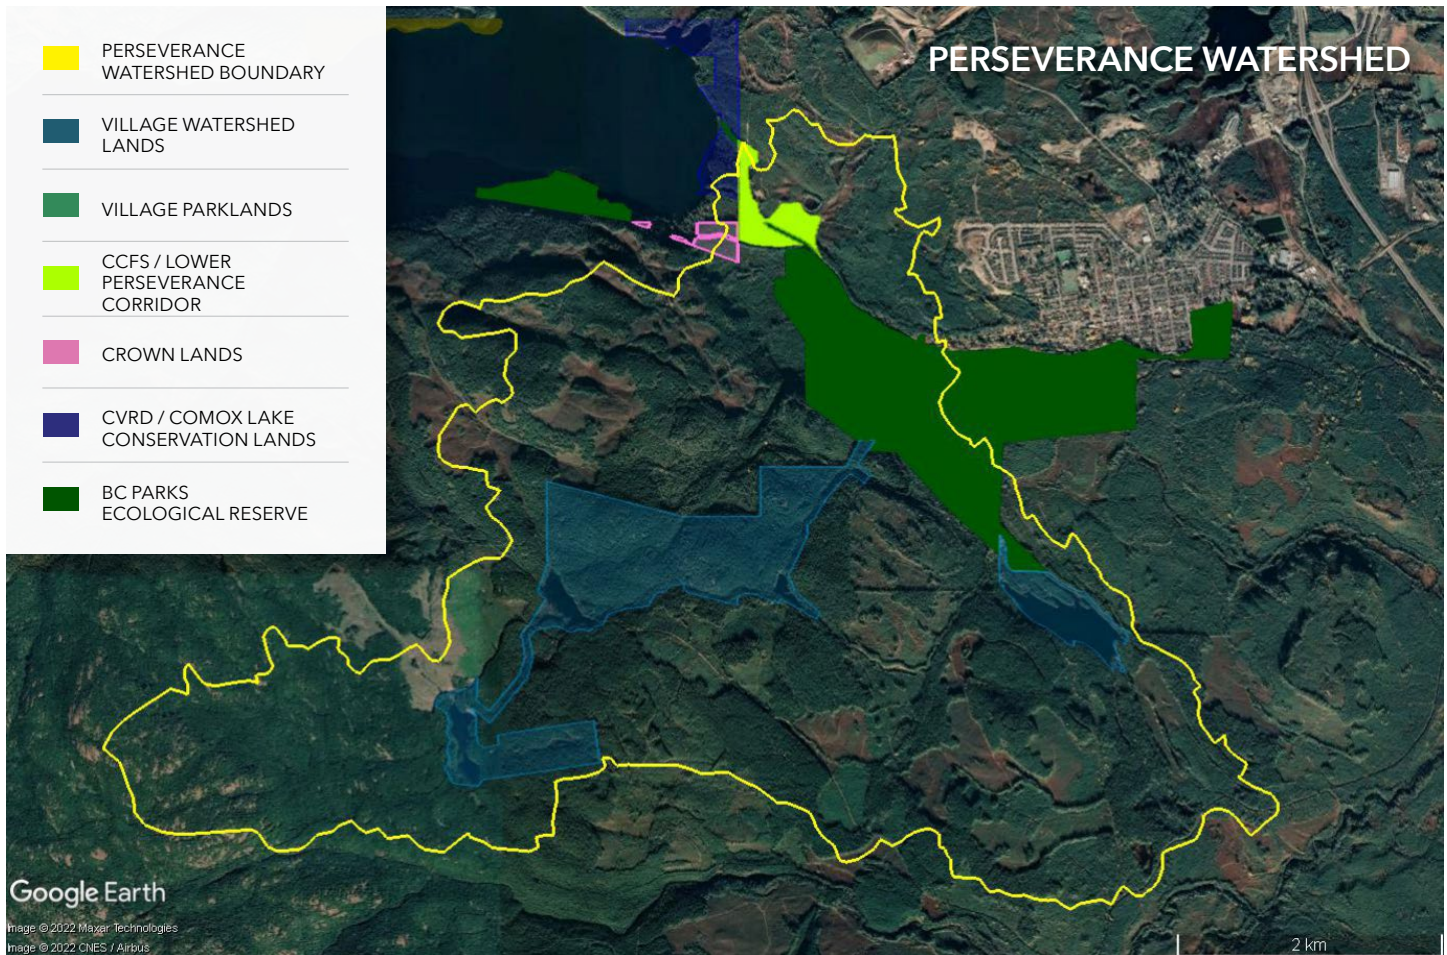 PERSEVERANCE
WATERSHED BOUNDARY
VILLAGE WATERSHED
LANDS
VILLAGE PARKLANDS
CCFS / LOWER
PERSEVERANCE
CORRIDOR
CROWN LANDS
CVRD / COMOX LAKE
CONSERVATION LANDS
BC PARKS
ECOLOGICAL RESERVE
PERSEVERANCE WATERSHED
Google Earth
Image © 2022 Maxar Technologies
Image © 2022 CNES / Airbus
2 km